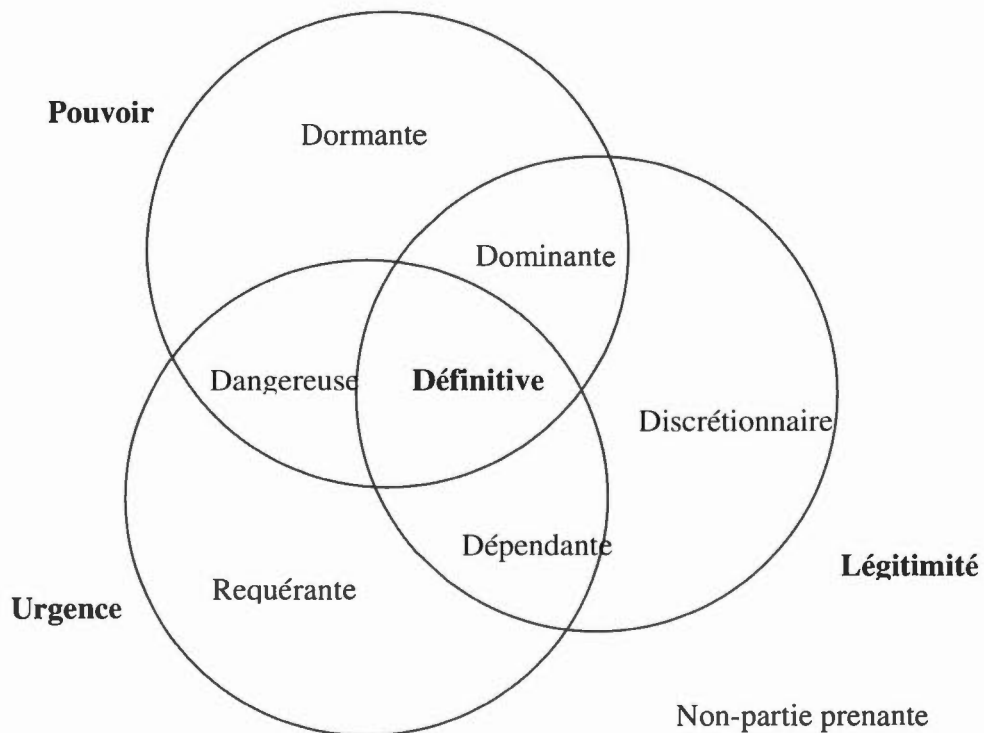 Pouvoir
Dormante
Dominante
Dangereuse
Définitive
Discrétionnaire
Dépendante
Légitimité
Requérante
Urgence
Non-partie prenante